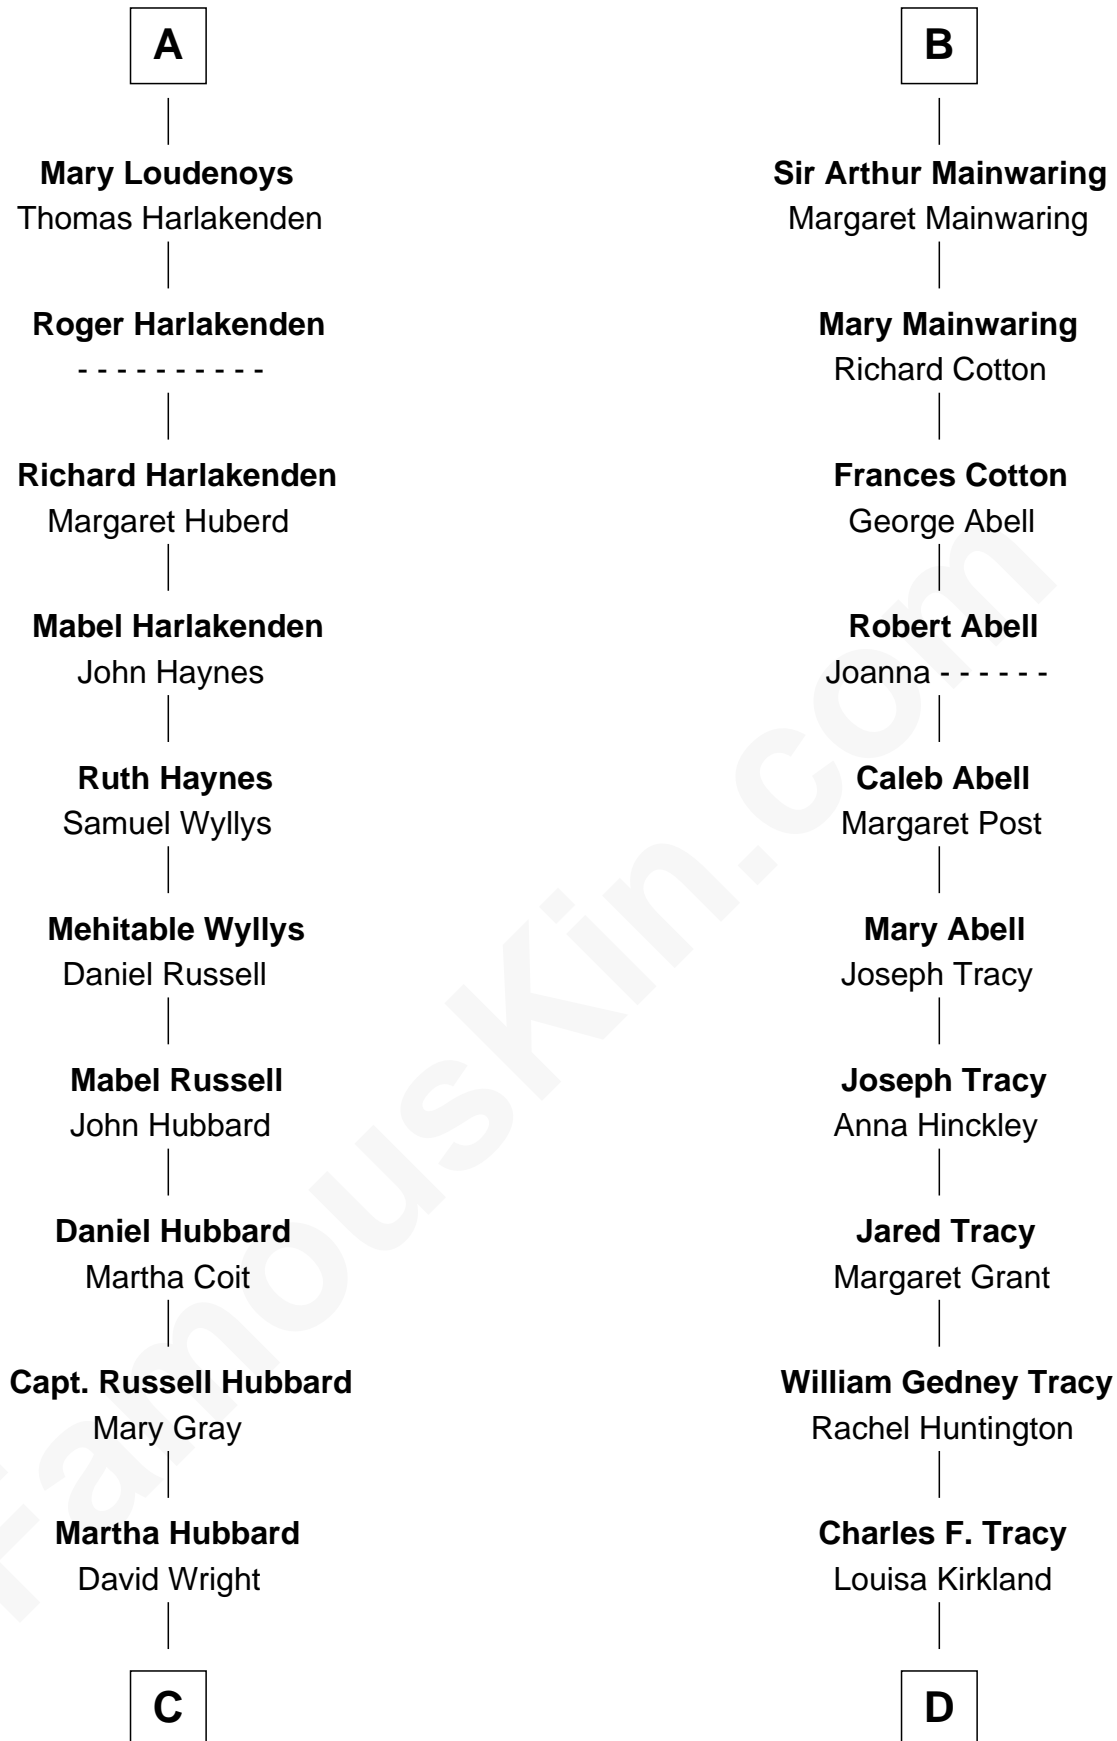 A
Mary Loudenoys
Thomas Harlakenden
Roger Harlakenden
- - - - - - - - - -
Richard Harlakenden
Margaret Huberd
Mabel Harlakenden
John Haynes
Ruth Haynes
Samuel Wyllys
Mehitable Wyllys
Daniel Russell
Mabel Russell
John Hubbard
Daniel Hubbard
Martha Coit
Capt. Russell Hubbard
Mary Gray
Martha Hubbard
David Wright
C
B
Sir Arthur Mainwaring
Margaret Mainwaring
Mary Mainwaring
Richard Cotton
Frances Cotton
George Abell
Robert Abell
Joanna - - - - - -
Caleb Abell
Margaret Post
Mary Abell
Joseph Tracy
Joseph Tracy
Anna Hinckley
Jared Tracy
Margaret Grant
William Gedney Tracy
Rachel Huntington
Charles F. Tracy
Louisa Kirkland
D
FamousKin.com